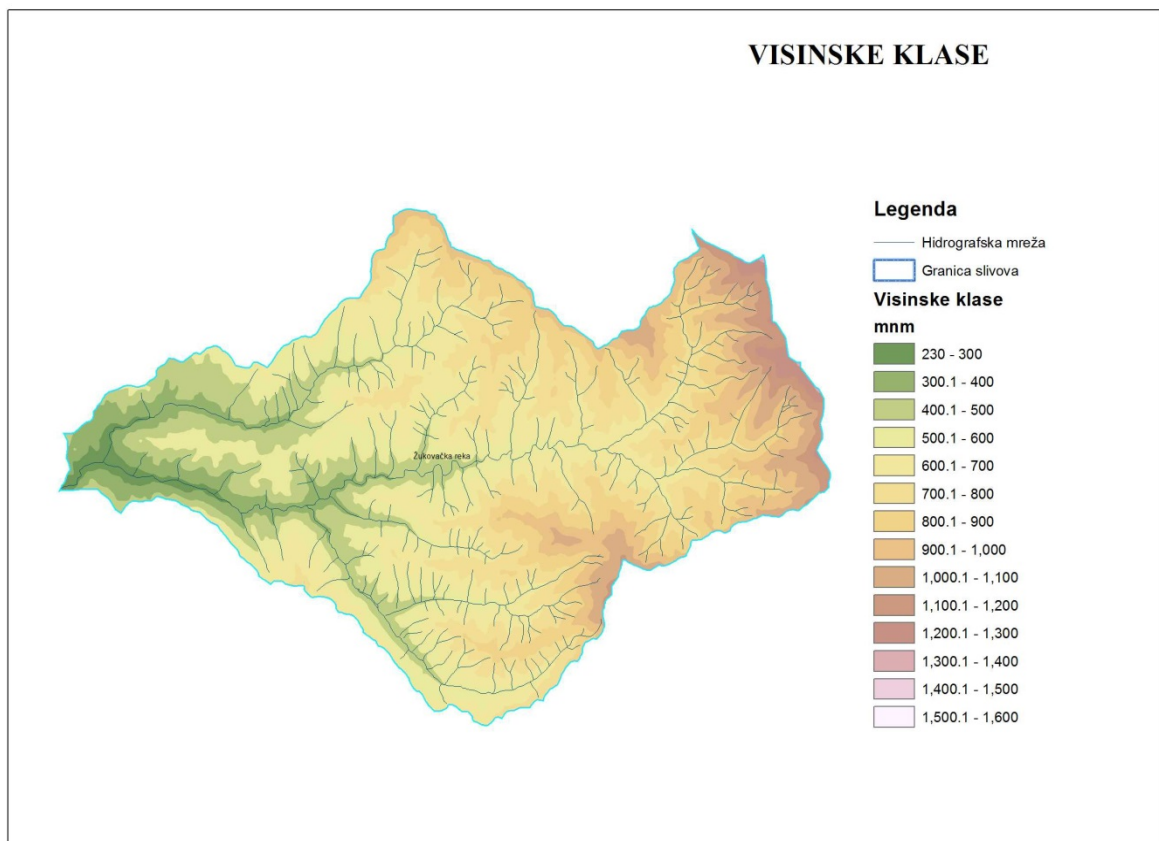 VISINSKE KLASE
Legenda
Hidrografska mreža
Granica slivova
Visinske klase
mnm
230 - 300
300.1 - 400
400.1 - 500
500.1 - 600
600.1 - 700
700.1 - 800
800.1 - 900
900.1 - 1,000
1,000.1 - 1,100
1,100.1 - 1,200
1,200.1 - 1,300
1,300.1 - 1,400
1,400.1 - 1,500
1,500.1 - 1,600
Žukovačka reka